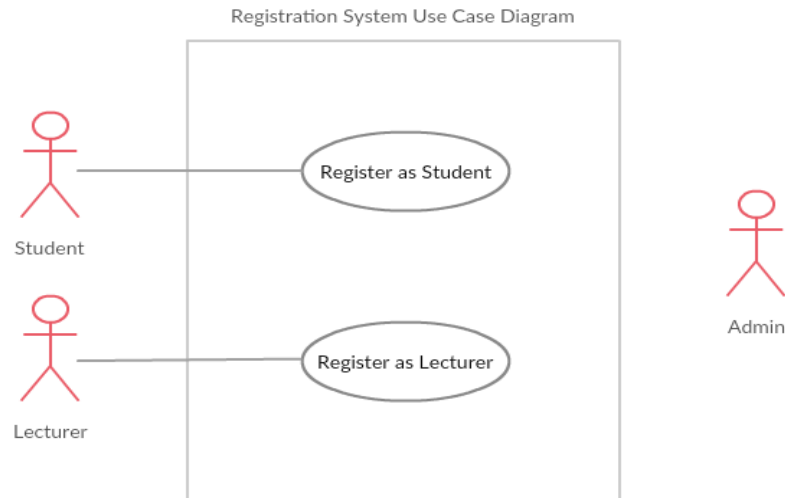 Registration System Use Case Diagram
Student
Register as Student
Lecturer
Register as Lecturer
Admin